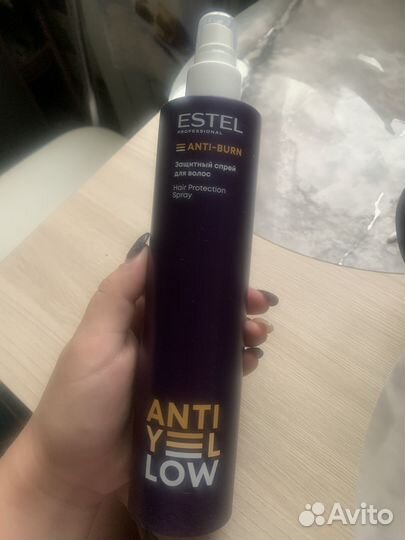 ESTEL
PROFESSIONAL
ANTI-BURN
Защитный спрей
для волос
Hair Protection
Spray
ANTI
YEL
LOW
Avito